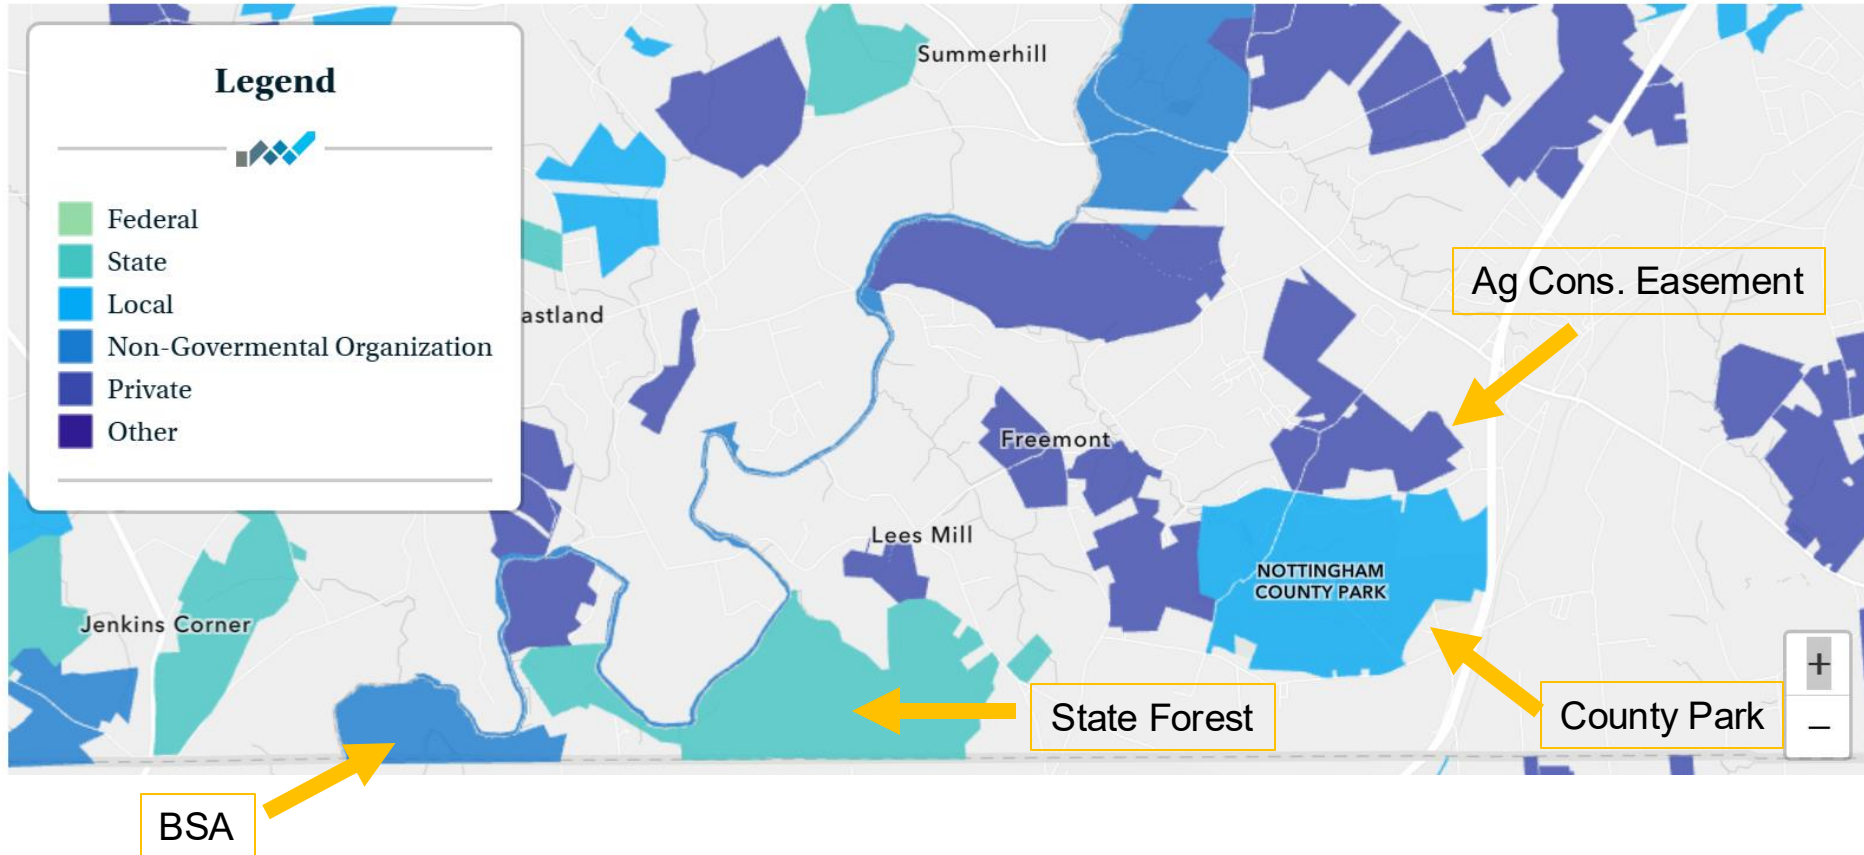 Legend
Federal
State
Local
Non-Govermental Organization
Private
Other
Summerhill
astland
Ag Cons. Easement
Freemont
Lees Mill
NOTTINGHAM
COUNTY PARK
Jenkins Corner
State Forest
County Park
+
−
BSA